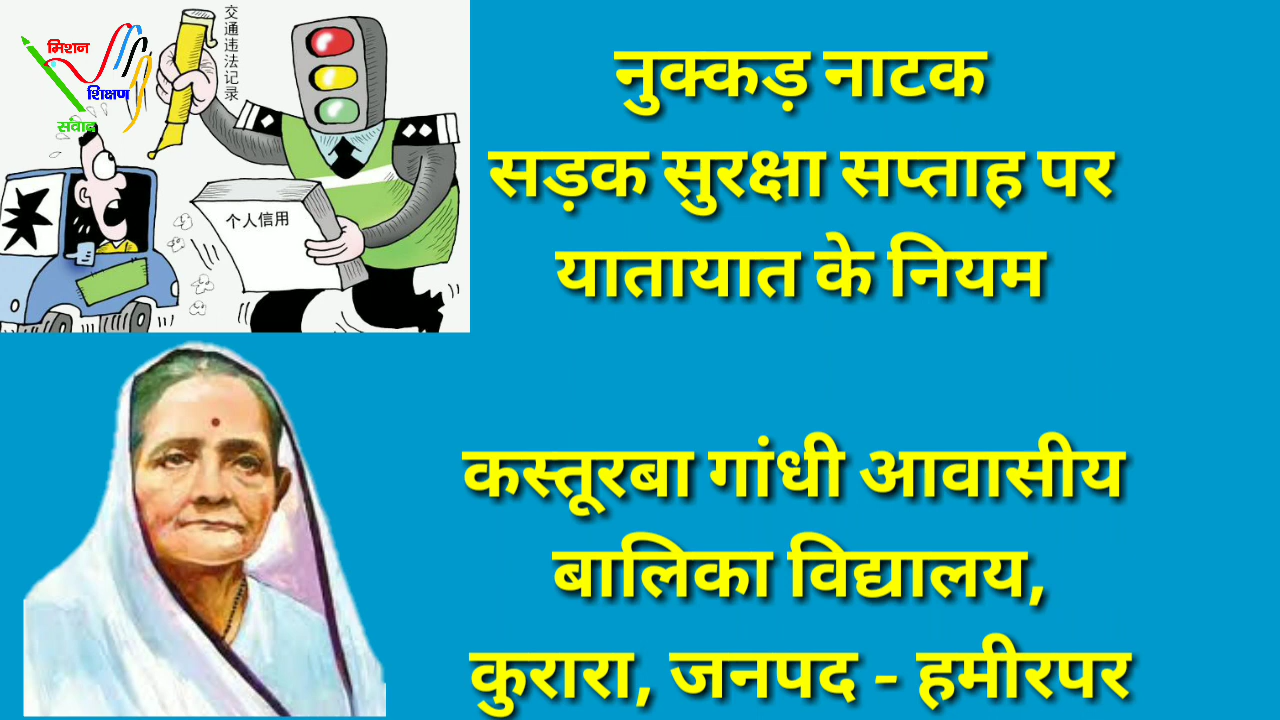 मिशन
शिक्षण
संवाद
交通违法记录
个人信用
नुक्कड़ नाटक
सड़क सुरक्षा सप्ताह पर
यातायात के नियम
कस्तूरबा गांधी आवासीय
बालिका विद्यालय,
कुरारा, जनपद - हमीरपर